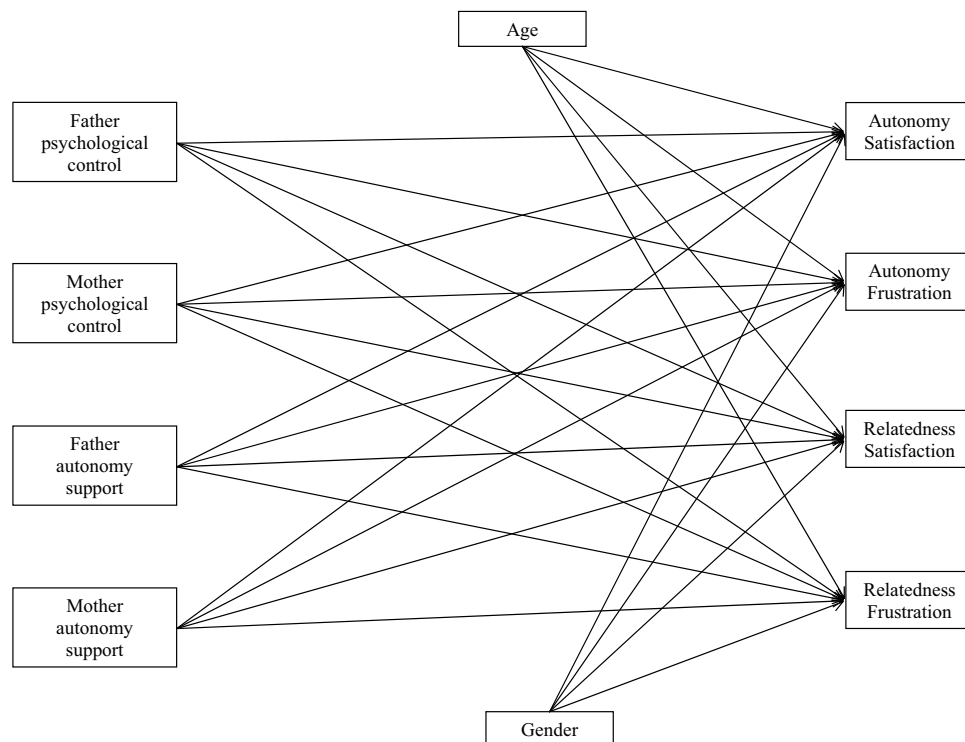 Age
Father
psychological
control
Autonomy
Satisfaction
Mother
psychological
control
Autonomy
Frustration
Father
autonomy
support
Relatedness
Satisfaction
Mother
autonomy
support
Relatedness
Frustration
Gender